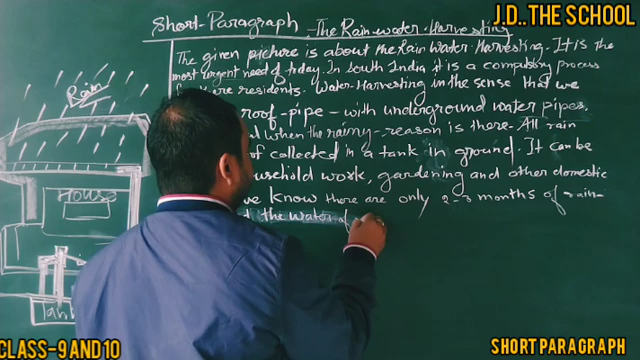 J.D..THE SCHOOL
Short-Paragraph - The Rain water Harvesting
The given picture is about the Rain Water Harvesting. It is the
most urgent need of today. In South India it is a compulsory process
residents. Water-Harvesting in the sense that we
roof-pipe - with underground water pipes.
when the rainy-reason is there. All rain
of collected in a tank in ground. It can be
household work, gardening and other domestic
we know there are only 2-3 months of rain-
the water of
Rain
House
Tank
CLASS-9 AND 10
SHORT PARAGRAPH